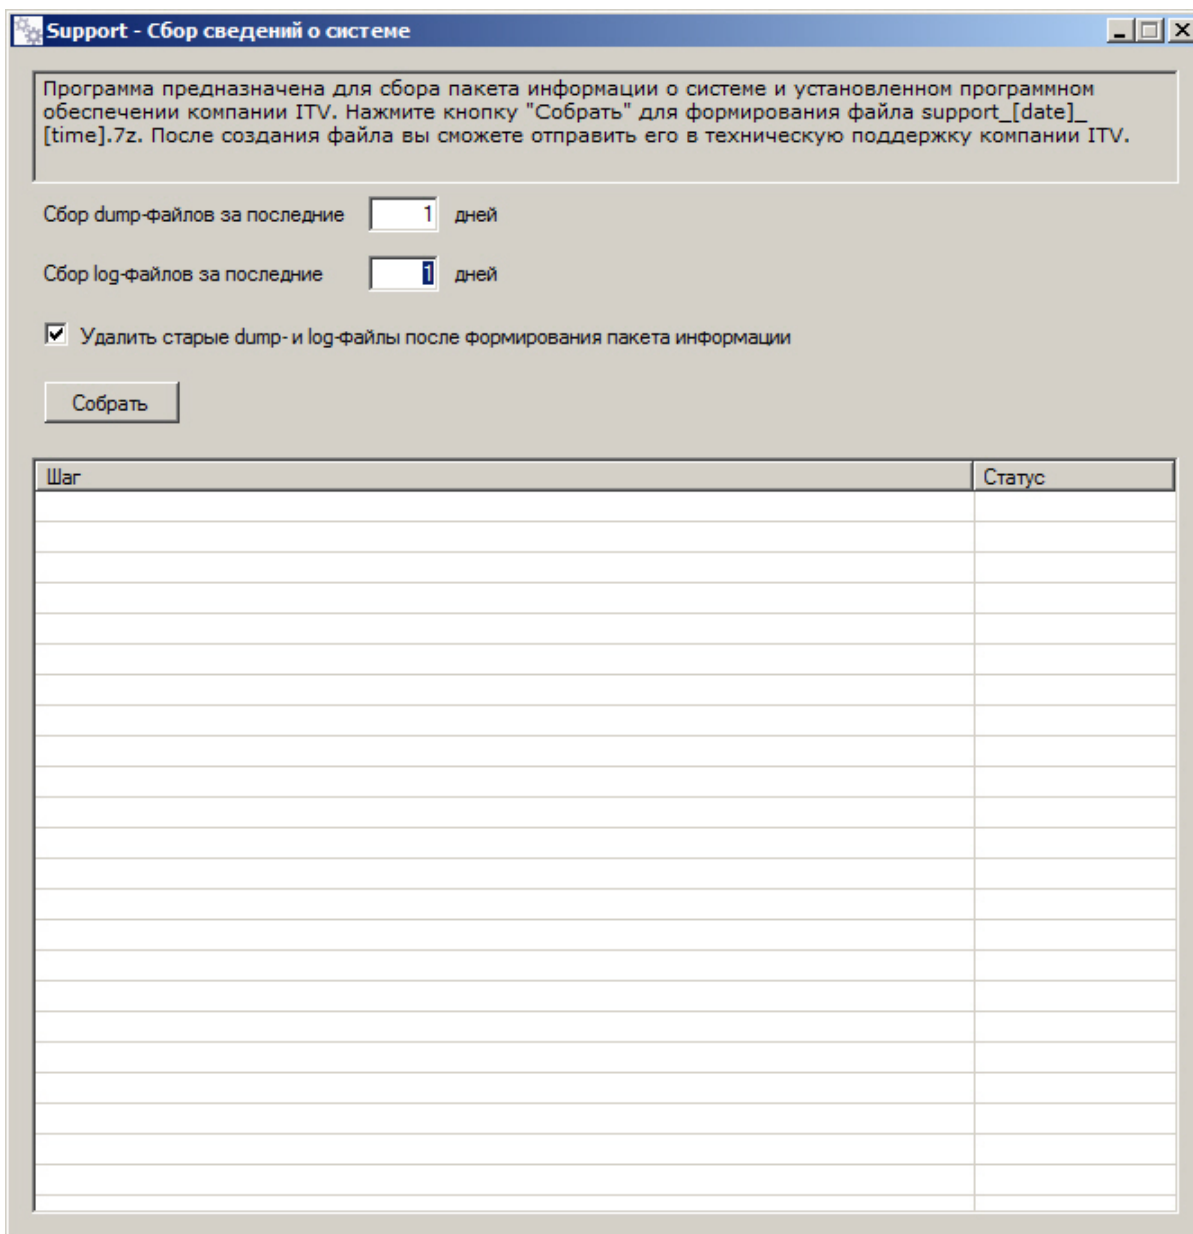 Support - Сбор сведений о системе
Программа предназначена для сбора пакета информации о системе и установленном программном
обеспечении компании ITV. Нажмите кнопку "Собрать" для формирования файла support_[date]_
[time].7z. После создания файла вы сможете отправить его в техническую поддержку компании ITV.
Сбор dump-файлов за последние 1 дней
Сбор log-файлов за последние 1 дней
Удалить старые dump- и log-файлы после формирования пакета информации
Собрать
Шаг Статус